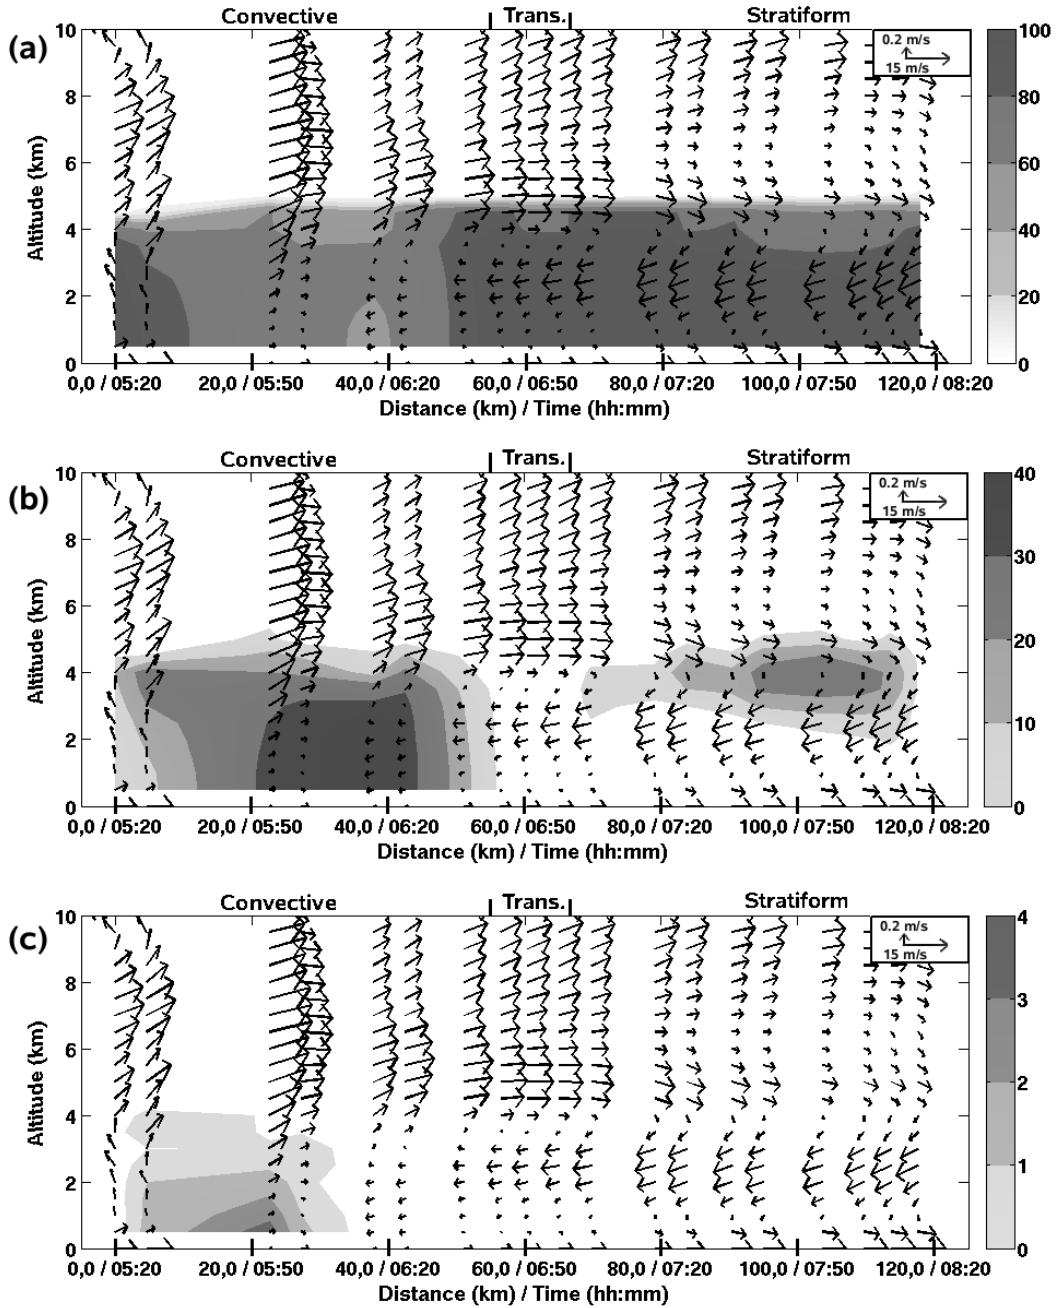 Convective Trans. Stratiform
(a)
10
8
6
4
2
0
Altitude (km)
0.2 m/s
15 m/s
100
80
60
40
20
0
0,0 / 05:20 20,0 / 05:50 40,0 / 06:20 60,0 / 06:50 80,0 / 07:20 100,0 / 07:50 120,0 / 08:20
Distance (km) / Time (hh:mm)
Convective Trans. Stratiform
(b)
10
8
6
4
2
0
Altitude (km)
0.2 m/s
15 m/s
40
30
20
10
0
0,0 / 05:20 20,0 / 05:50 40,0 / 06:20 60,0 / 06:50 80,0 / 07:20 100,0 / 07:50 120,0 / 08:20
Distance (km) / Time (hh:mm)
Convective Trans. Stratiform
(c)
10
8
6
4
2
0
Altitude (km)
0.2 m/s
15 m/s
4
3
2
1
0
0,0 / 05:20 20,0 / 05:50 40,0 / 06:20 60,0 / 06:50 80,0 / 07:20 100,0 / 07:50 120,0 / 08:20
Distance (km) / Time (hh:mm)